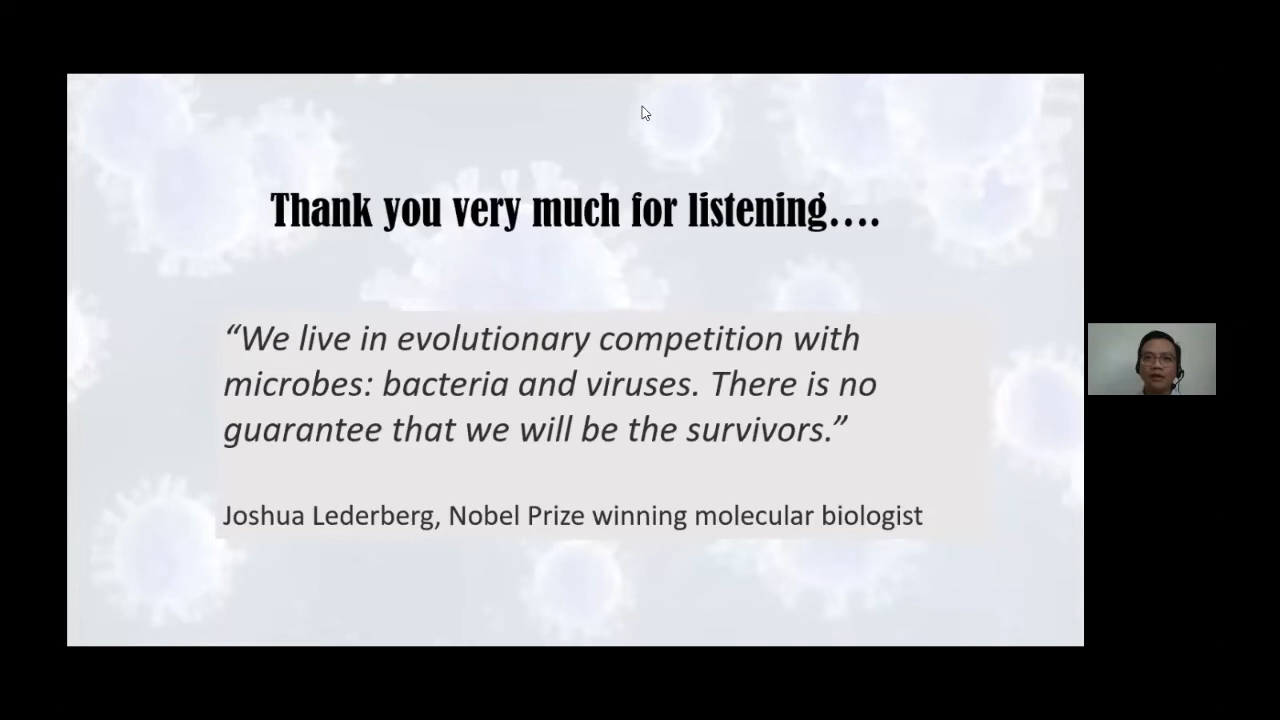 Thank you very much for listening....
“We live in evolutionary competition with
microbes: bacteria and viruses. There is no
guarantee that we will be the survivors.”
Joshua Lederberg, Nobel Prize winning molecular biologist